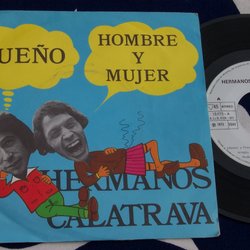 UEÑO
HOMBRE
Y
MUJER
HERMANOS
CALATRAVA
HERMANOS
A